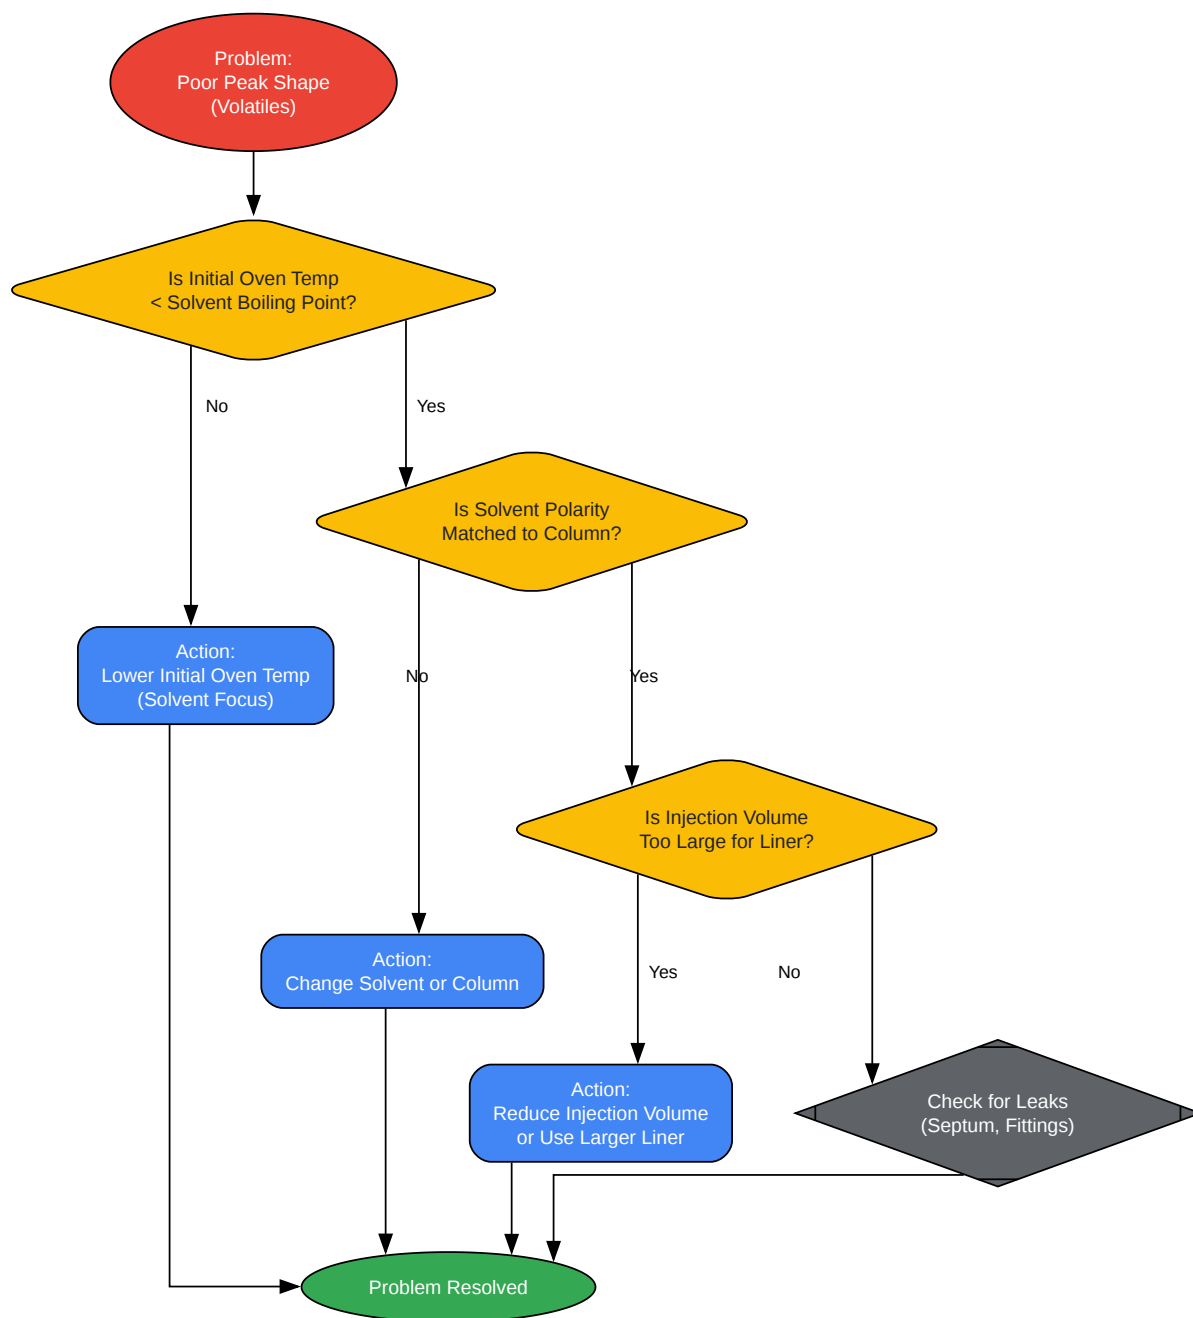 Problem:
Poor Peak Shape
(Volatiles)
Is Initial Oven Temp
< Solvent Boiling Point?
No
Yes
Is Solvent Polarity
Matched to Column?
Action:
Lower Initial Oven Temp
(Solvent Focus)
No
Yes
Is Injection Volume
Too Large for Liner?
Action:
Change Solvent or Column
Yes
No
Action:
Reduce Injection Volume
or Use Larger Liner
Check for Leaks
(Septum, Fittings)
Problem Resolved